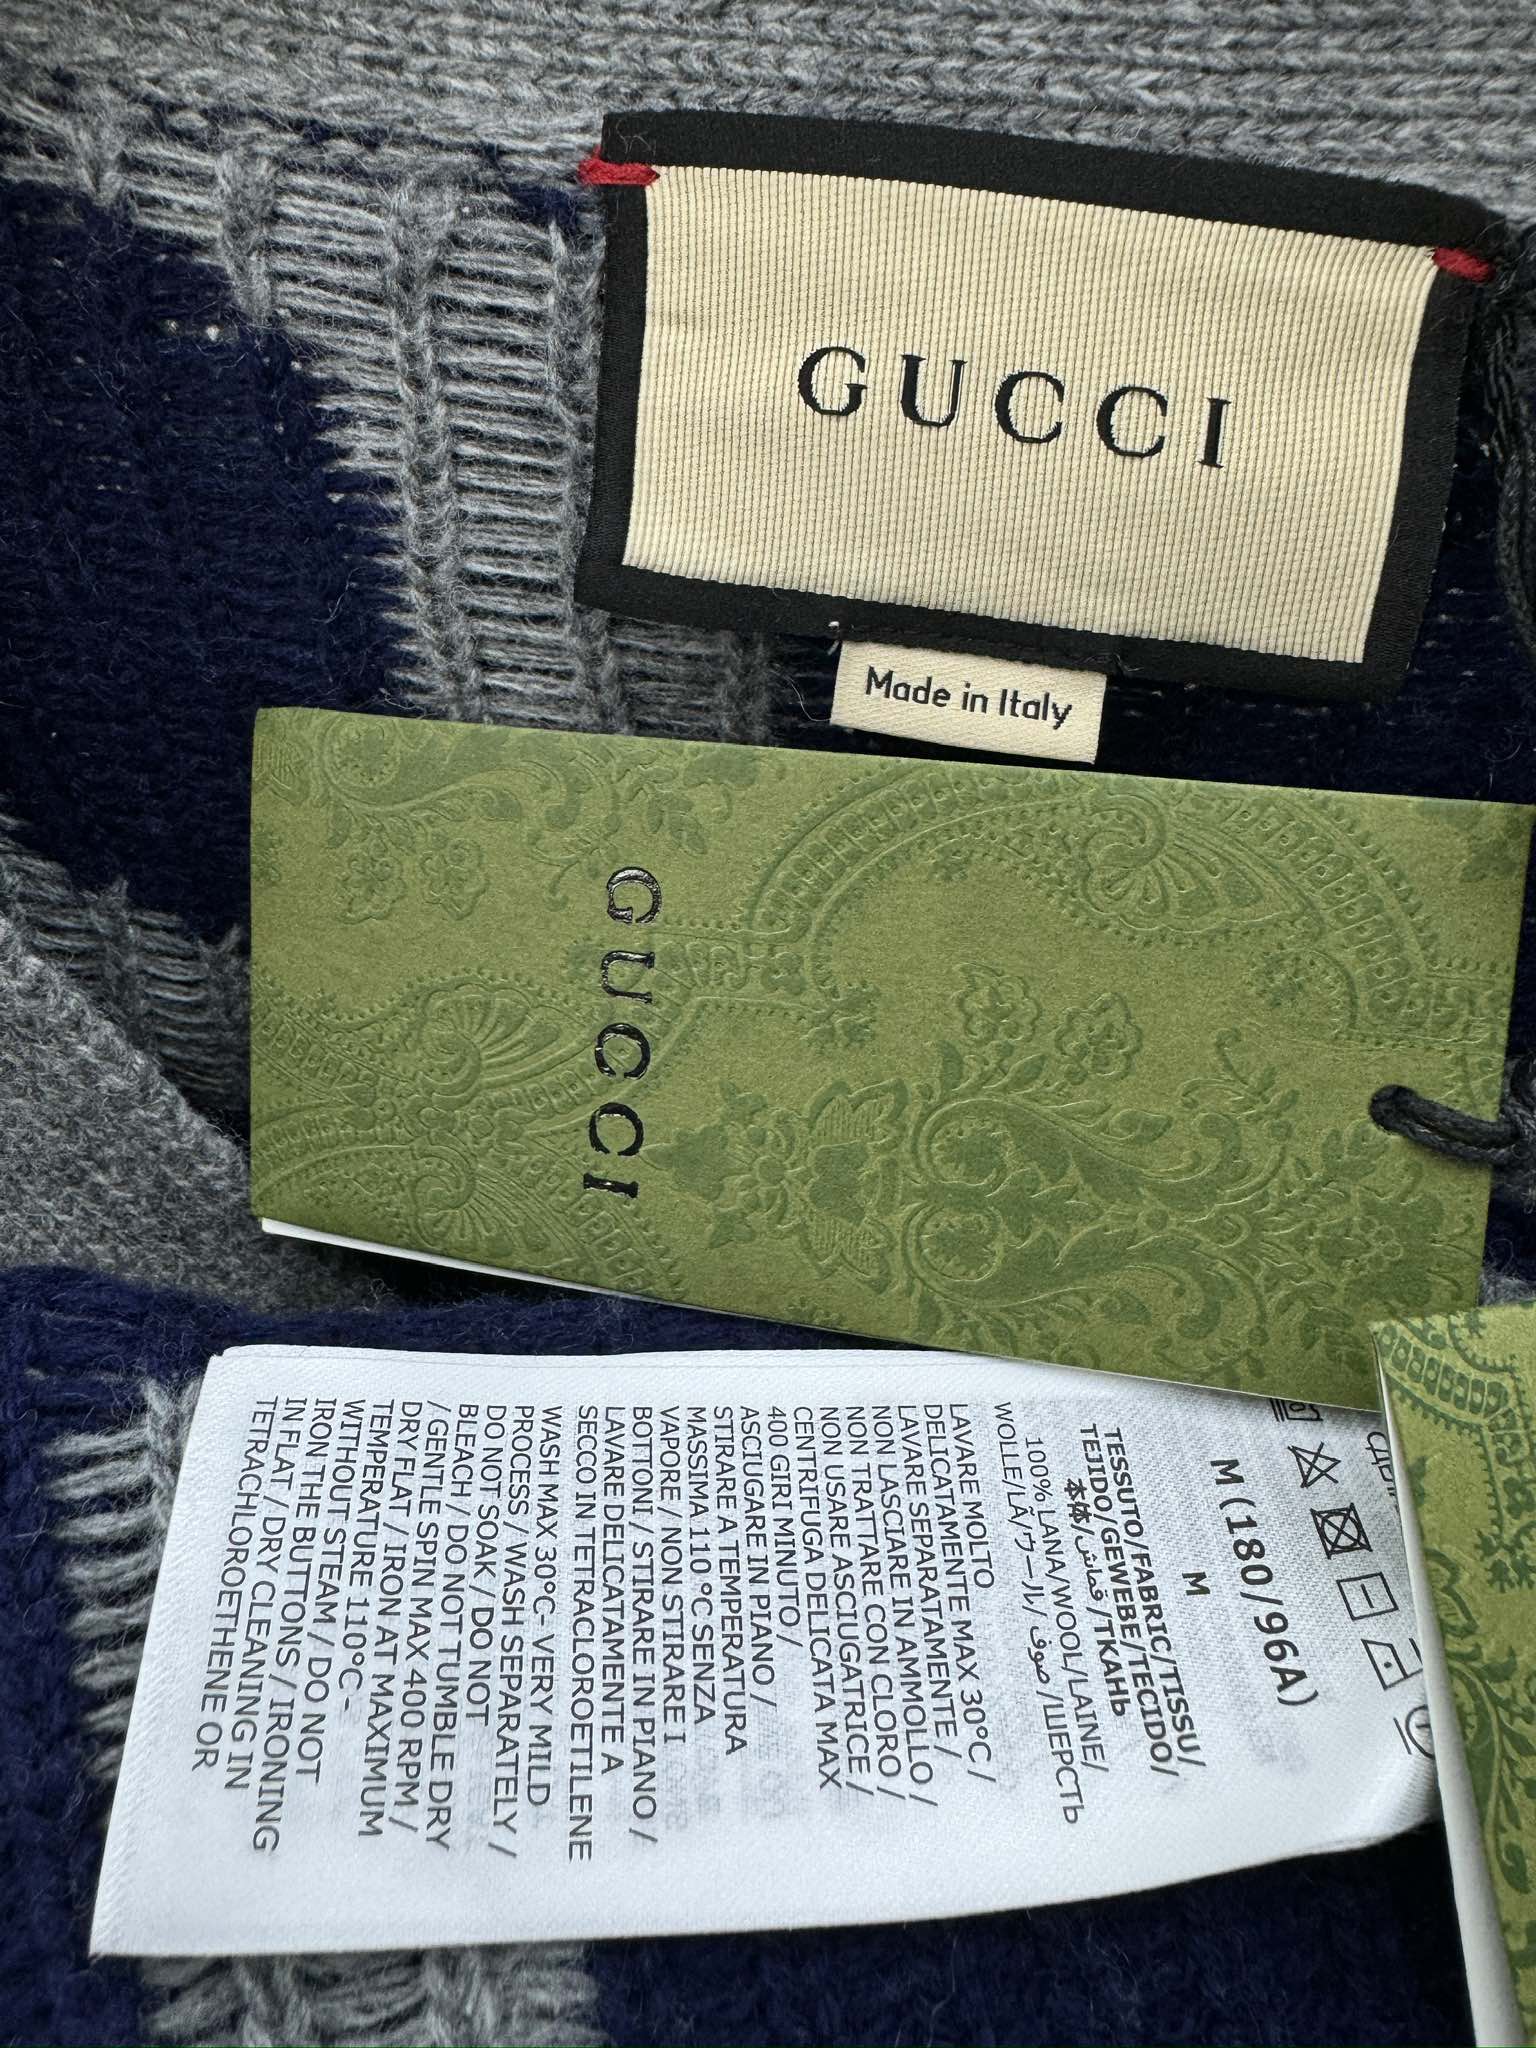 GUCCI
Made in Italy
GUCCI
M (180/96A)
M
TESSUTO/FABRIC/TISSU/
TEJIDO/GEWEBE/TECIDO/
本体/قماش/ТКАНЬ
100% LANA/WOOL/LAINE/
WOLLE/LÃ/ウール/صوف/ШЕРСТЬ
LAVARE MOLTO
DELICATAMENTE MAX 30°C /
LAVARE SEPARATAMENTE /
NON LASCIARE IN AMMOLLO /
NON TRATTARE CON CLORO /
NON USARE ASCIUGATRICE /
CENTRIFUGA DELICATA MAX
400 GIRI MINUTO /
ASCIUGARE IN PIANO /
STIRARE A TEMPERATURA
MASSIMA 110 °C SENZA
VAPORE / NON STIRARE I
BOTTONI / STIRARE IN PIANO /
LAVARE DELICATAMENTE A
SECCO IN TETRACLOROETILENE
WASH MAX 30°C- VERY MILD
PROCESS / WASH SEPARATELY /
DO NOT SOAK / DO NOT
BLEACH / DO NOT TUMBLE DRY
/ GENTLE SPIN MAX 400 RPM /
DRY FLAT / IRON AT MAXIMUM
TEMPERATURE 110°C -
WITHOUT STEAM / DO NOT
IRON THE BUTTONS / IRONING
IN FLAT / DRY CLEANING IN
TETRACHLOROETHENE OR